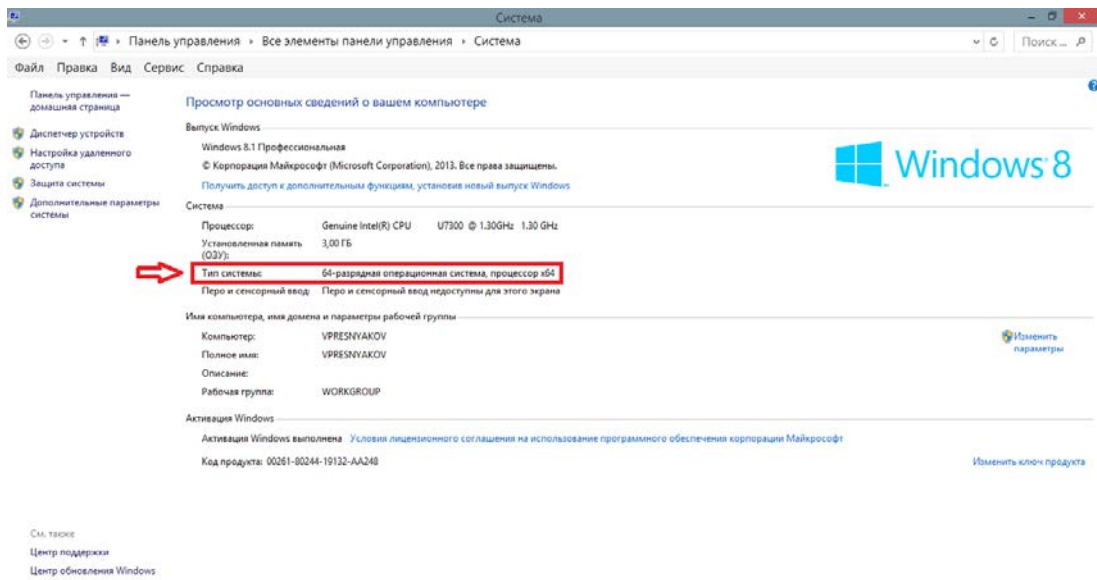 Система
Панель управления › Все элементы панели управления › Система
Поиск...
Файл Правка Вид Сервис Справка
Панель управления —
домашняя страница
Диспетчер устройств
Настройка удаленного
доступа
Защита системы
Дополнительные параметры
системы
Просмотр основных сведений о вашем компьютере
Выпуск Windows
Windows 8.1 Профессиональная
© Корпорация Майкрософт (Microsoft Corporation), 2013. Все права защищены.
Получить доступ к дополнительным функциям, установив новый выпуск Windows
Windows 8
Система
Процессор: Genuine Intel(R) CPU U7300 @ 1.30GHz 1.30 GHz
Установленная память
(ОЗУ): 3,00 ГБ
Тип системы: 64-разрядная операционная система, процессор x64
Перо и сенсорный ввод: Перо и сенсорный ввод недоступны для этого экрана
Имя компьютера, имя домена и параметры рабочей группы
Компьютер: VPRESNYAKOV
Изменить
параметры
Полное имя: VPRESNYAKOV
Описание:
Рабочая группа: WORKGROUP
Активация Windows
Активация Windows выполнена Условия лицензионного соглашения на использование программного обеспечения корпорации Майкрософт
Код продукта: 00261-80244-19132-AA248
Изменить ключ продукта
См. также
Центр поддержки
Центр обновления Windows